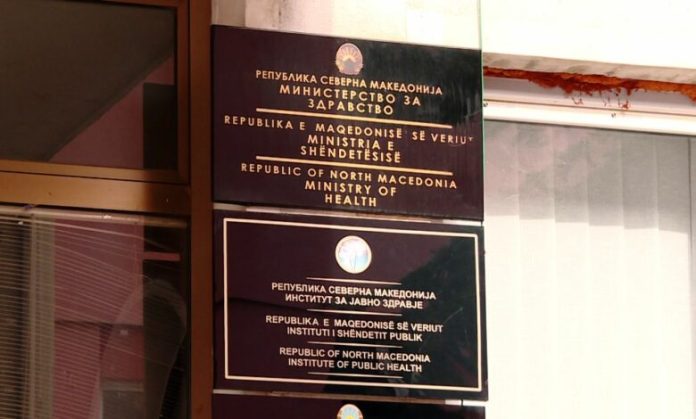 РЕПУБЛИКА СЕВЕРНА МАКЕДОНИЈА
МИНИСТЕРСТВО ЗА
ЗДРАВСТВО
REPUBLIKA E MAQEDONISË SË VERIUT
MINISTRIA E
SHËNDETËSISË
REPUBLIC OF NORTH MACEDONIA
MINISTRY OF
HEALTH
РЕПУБЛИКА СЕВЕРНА МАКЕДОНИЈА
ИНСТИТУТ ЗА ЈАВНО ЗДРАВЈЕ
REPUBLIKA E MAQEDONISË SË VERIUT
INSTITUTI I SHËNDETIT PUBLIK
REPUBLIC OF NORTH MACEDONIA
INSTITUTE OF PUBLIC HEALTH